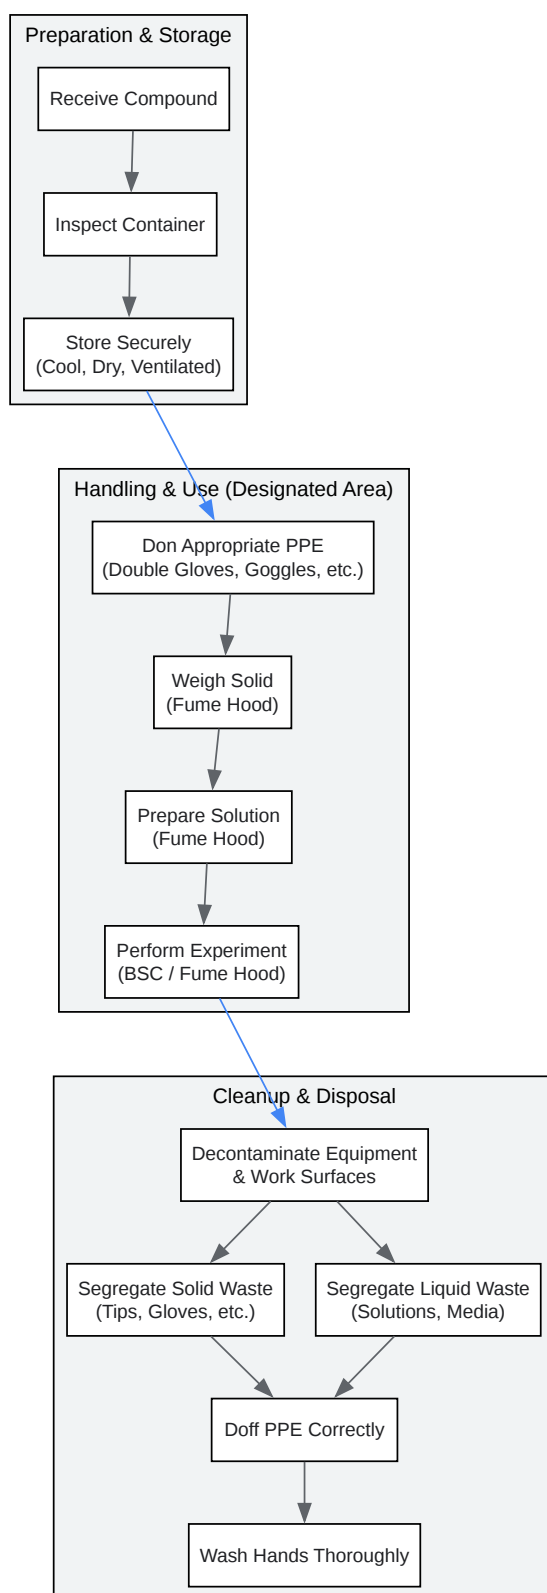 Preparation & Storage
Receive Compound
Inspect Container
Store Securely
(Cool, Dry, Ventilated)
Handling & Use (Designated Area)
Don Appropriate PPE
(Double Gloves, Goggles, etc.)
Weigh Solid
(Fume Hood)
Prepare Solution
(Fume Hood)
Perform Experiment
(BSC / Fume Hood)
Cleanup & Disposal
Decontaminate Equipment
& Work Surfaces
Segregate Solid Waste
(Tips, Gloves, etc.)
Segregate Liquid Waste
(Solutions, Media)
Doff PPE Correctly
Wash Hands Thoroughly